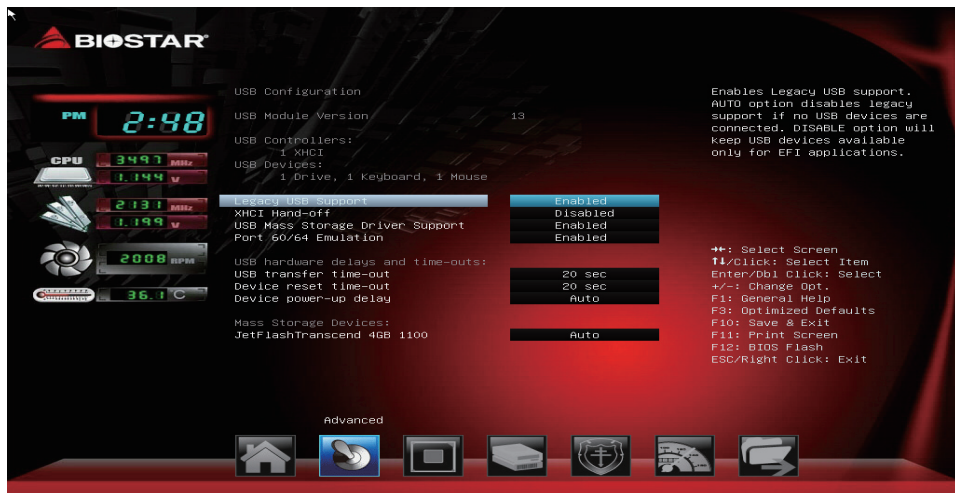 BIOSTAR
PM 2:48
CPU 3497 MHz
1.144 V
2131 MHz
1.199 V
2008 RPM
36.1 °C
USB Configuration
USB Module Version 13
USB Controllers:
1 XHCI
USB Devices:
1 Drive, 1 Keyboard, 1 Mouse
Legacy USB Support Enabled
XHCI Hand-off Disabled
USB Mass Storage Driver Support Enabled
Port 60/64 Emulation Enabled
USB hardware delays and time-outs:
USB transfer time-out 20 sec
Device reset time-out 20 sec
Device power-up delay Auto
Mass Storage Devices:
JetFlashTranscend 4GB 1100 Auto
Enables Legacy USB support.
AUTO option disables legacy
support if no USB devices are
connected. DISABLE option will
keep USB devices available
only for EFI applications.
→←: Select Screen
↑↓/Click: Select Item
Enter/Dbl Click: Select
+/-: Change Opt.
F1: General Help
F3: Optimized Defaults
F10: Save & Exit
F11: Print Screen
F12: BIOS Flash
ESC/Right Click: Exit
Advanced